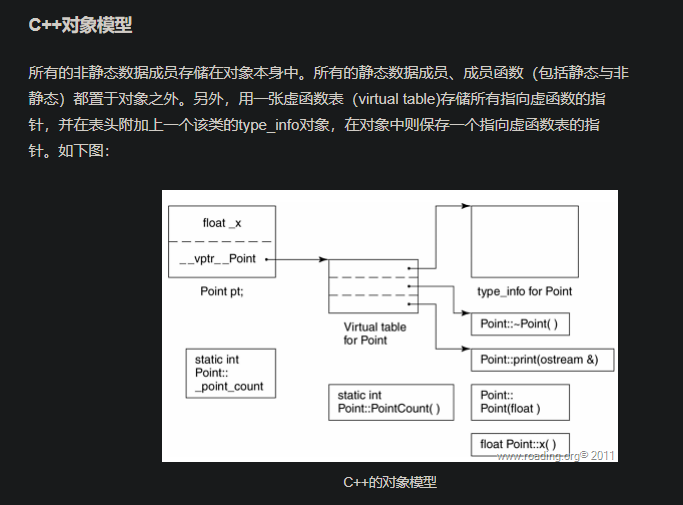 C++对象模型
所有的非静态数据成员存储在对象本身中。所有的静态数据成员、成员函数（包括静态与非
静态）都置于对象之外。另外，用一张虚函数表（virtual table)存储所有指向虚函数的指
针，并在表头附加上一个该类的type_info对象，在对象中则保存一个指向虚函数表的指
针。如下图：
float _x
__vptr__Point
Point pt;
type_info for Point
Virtual table
for Point
Point::~Point( )
Point::print(ostream &)
static int
Point::
_point_count
static int
Point::PointCount( )
Point::
Point(float )
float Point::x( )
www.roading.org® 2011
C++的对象模型